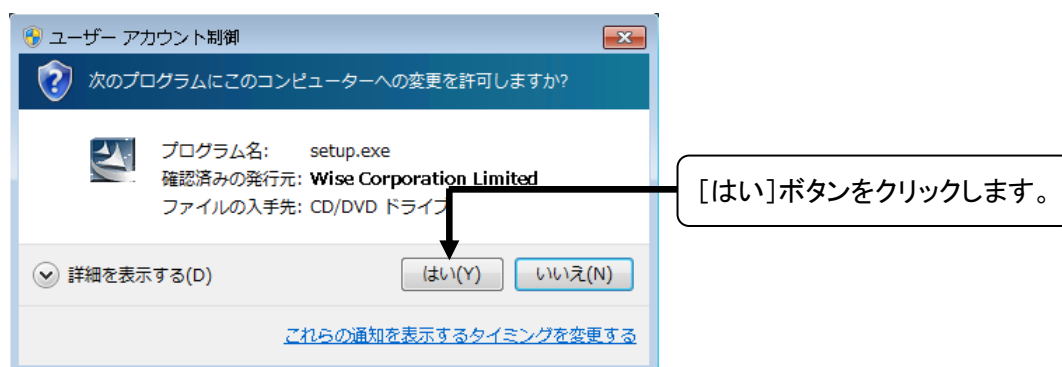 ユーザー アカウント制御
次のプログラムにこのコンピューターへの変更を許可しますか?
プログラム名: setup.exe
確認済みの発行元: Wise Corporation Limited
ファイルの入手先: CD/DVD ドライブ
[はい]ボタンをクリックします。
詳細を表示する(D)
はい(Y)
いいえ(N)
これらの通知を表示するタイミングを変更する